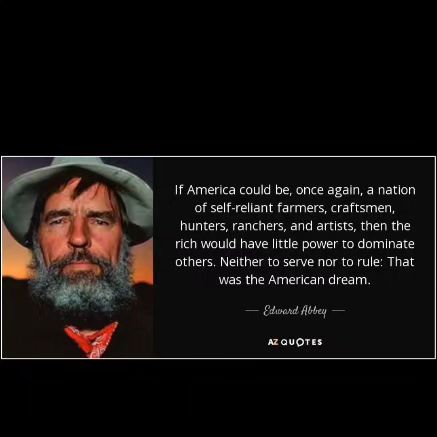 If America could be, once again, a nation
of self-reliant farmers, craftsmen,
hunters, ranchers, and artists, then the
rich would have little power to dominate
others. Neither to serve nor to rule: That
was the American dream.
— Edward Abbey —
AZ QUOTES